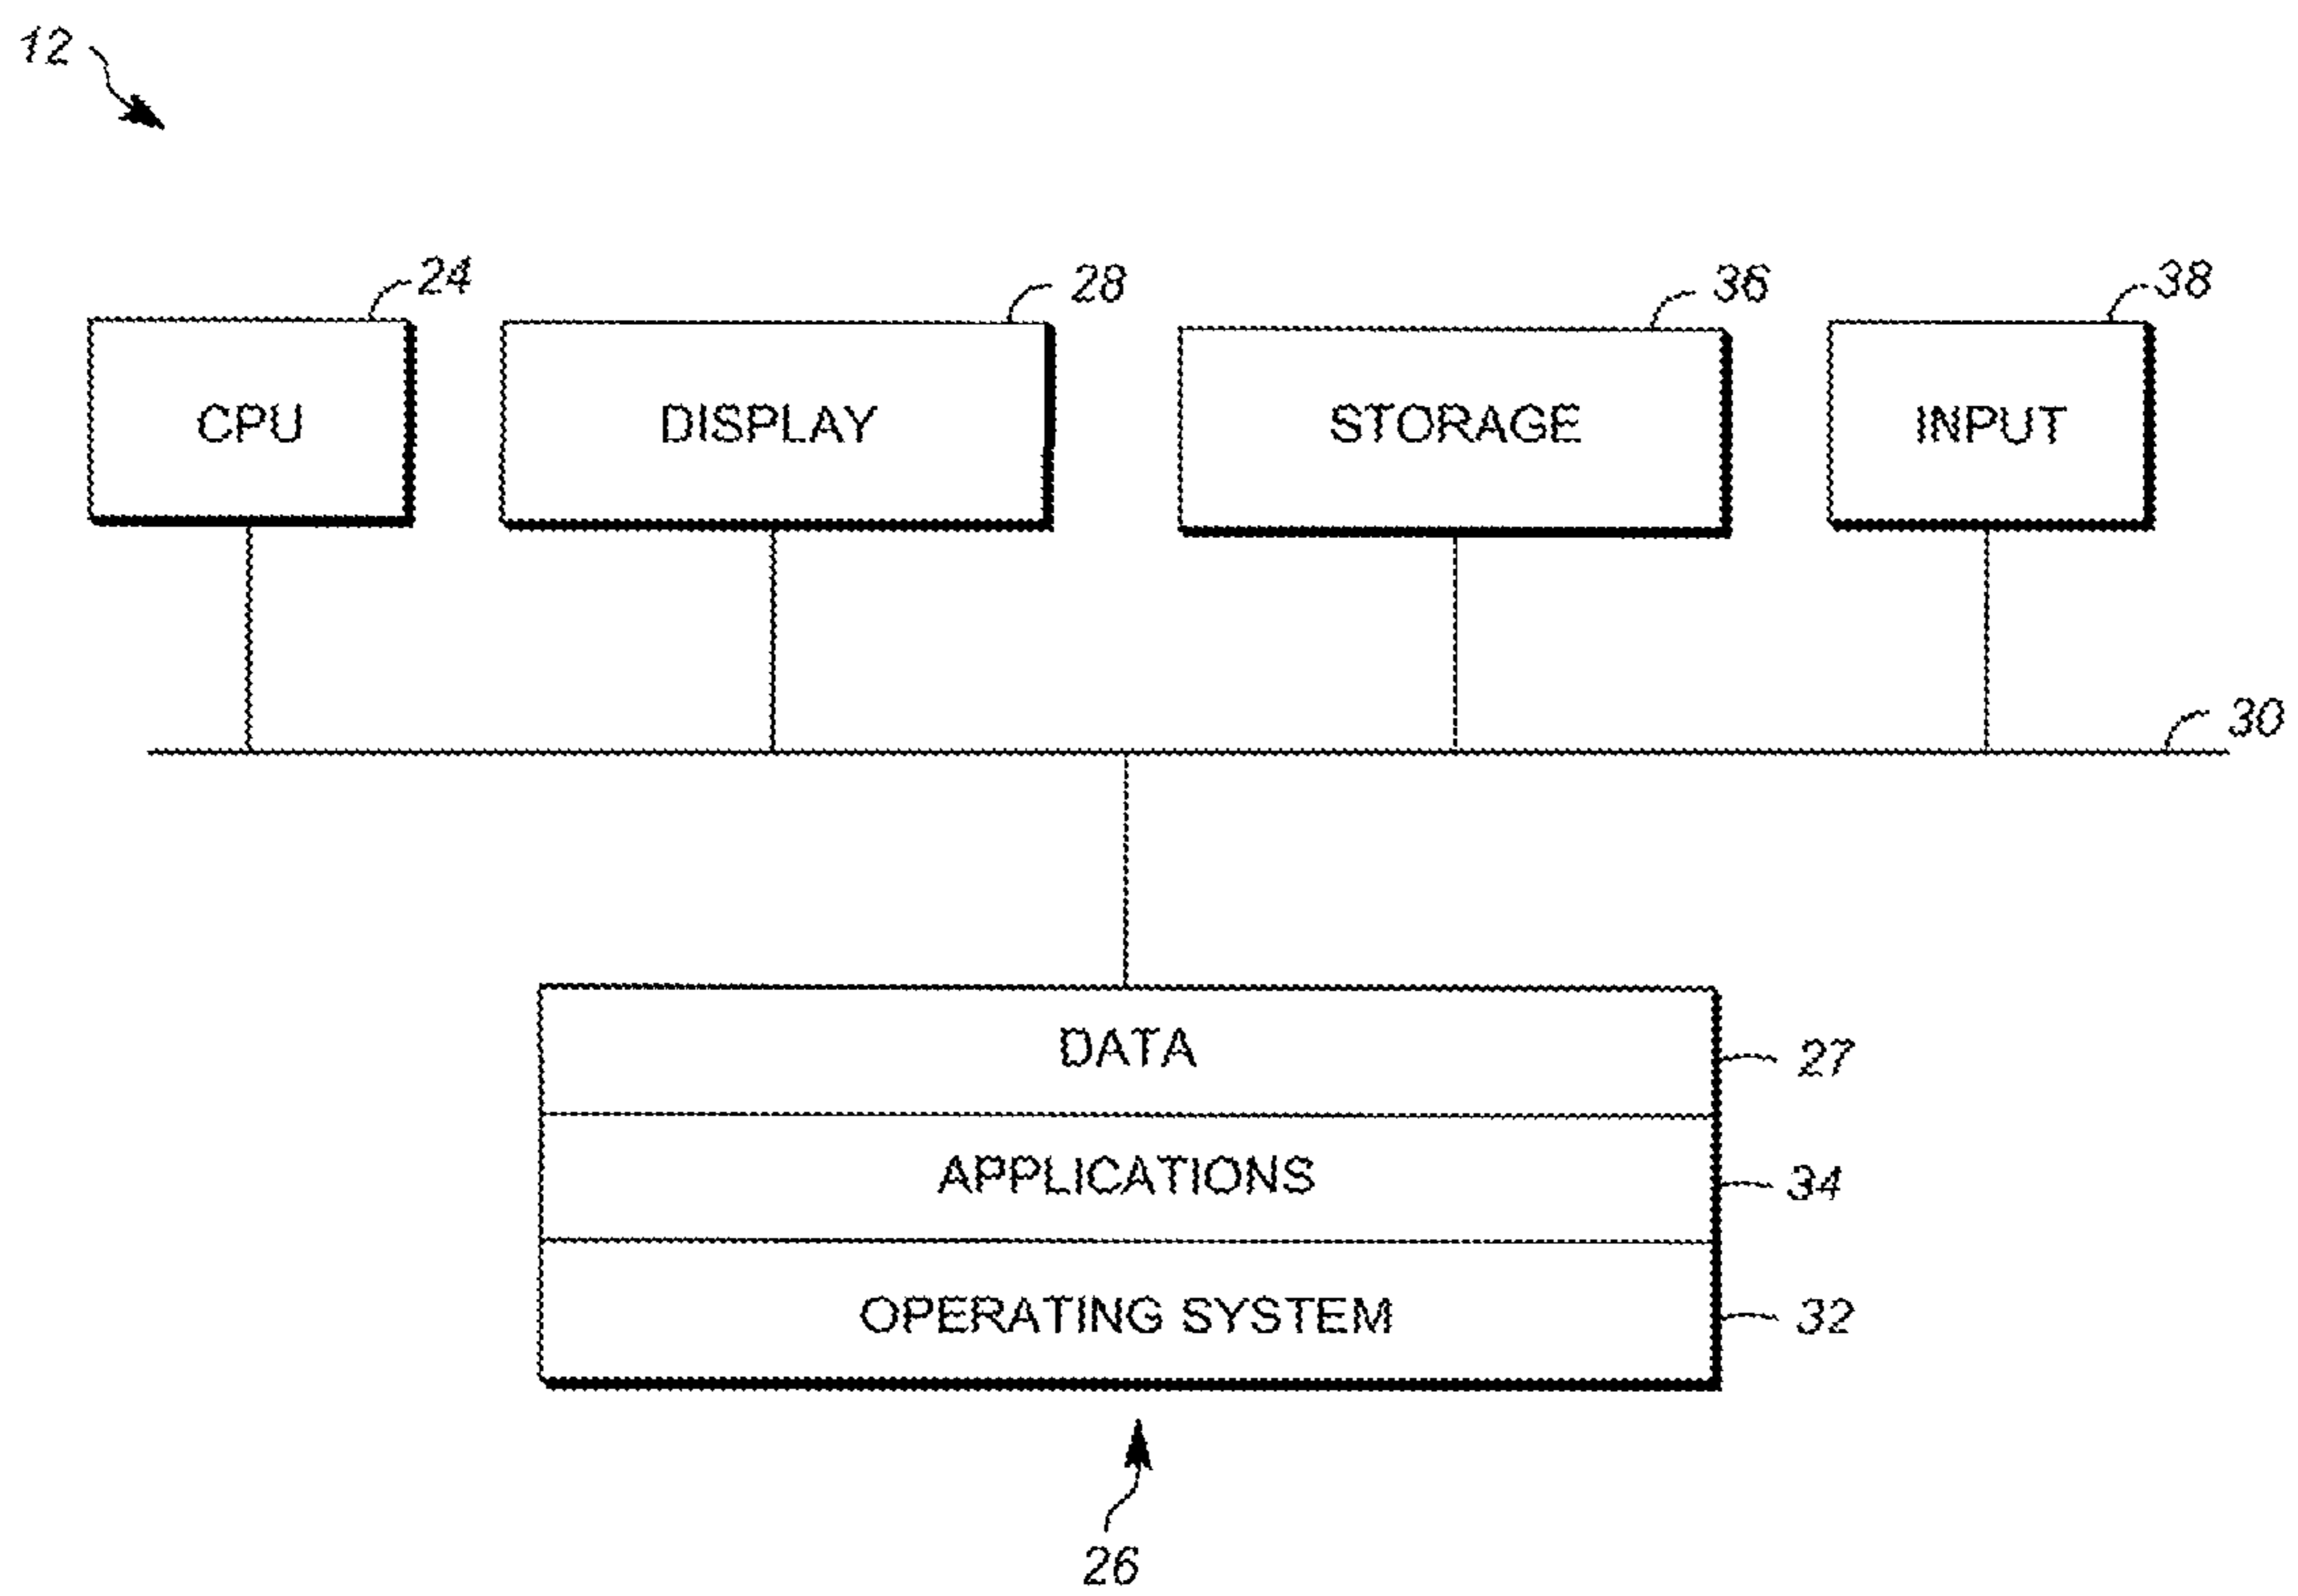 12
24
28
36
38
CPU
DISPLAY
STORAGE
INPUT
30
DATA
27
APPLICATIONS
34
OPERATING SYSTEM
32
26